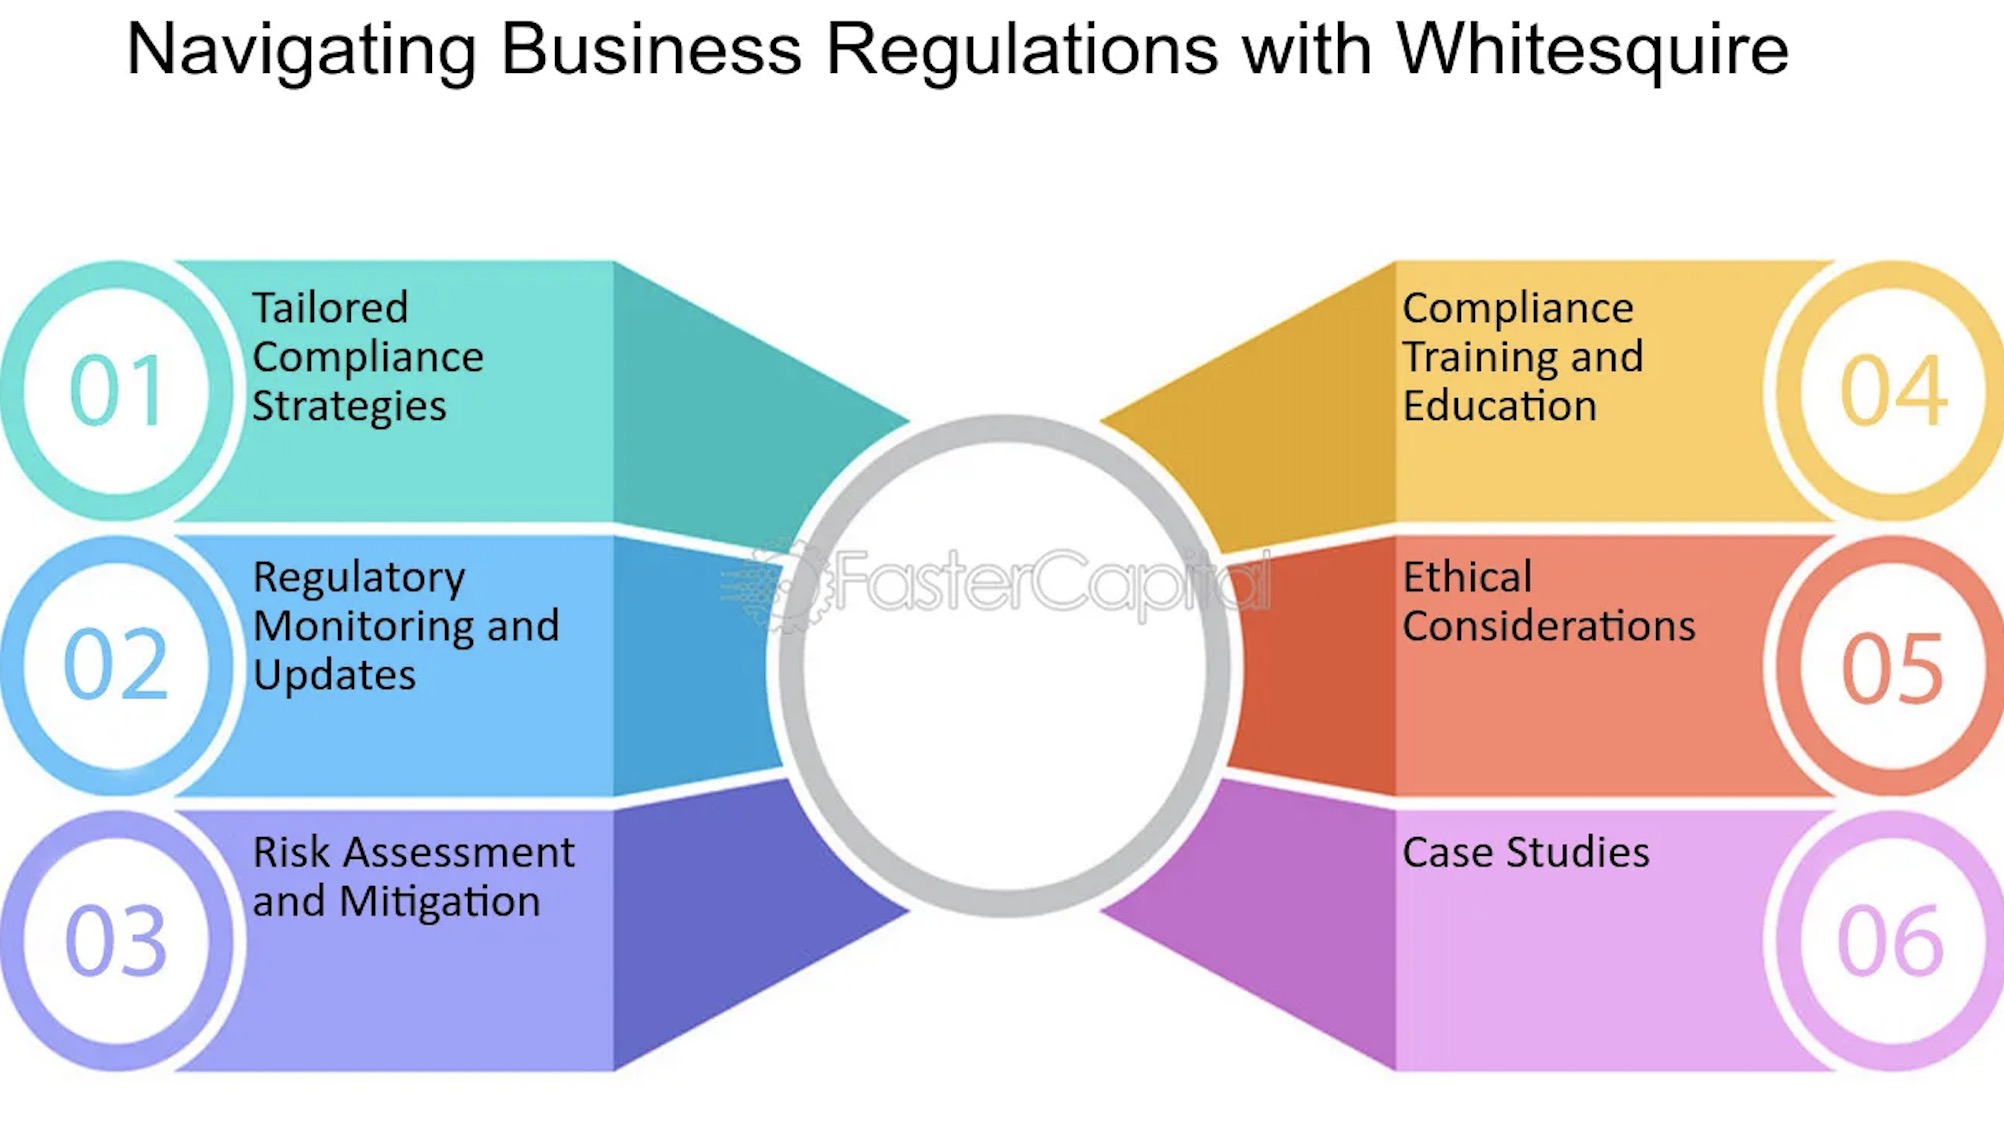 Navigating Business Regulations with Whitesquire
01
Tailored
Compliance
Strategies
02
Regulatory
Monitoring and
Updates
03
Risk Assessment
and Mitigation
04
Compliance
Training and
Education
05
Ethical
Considerations
06
Case Studies
FasterCapital